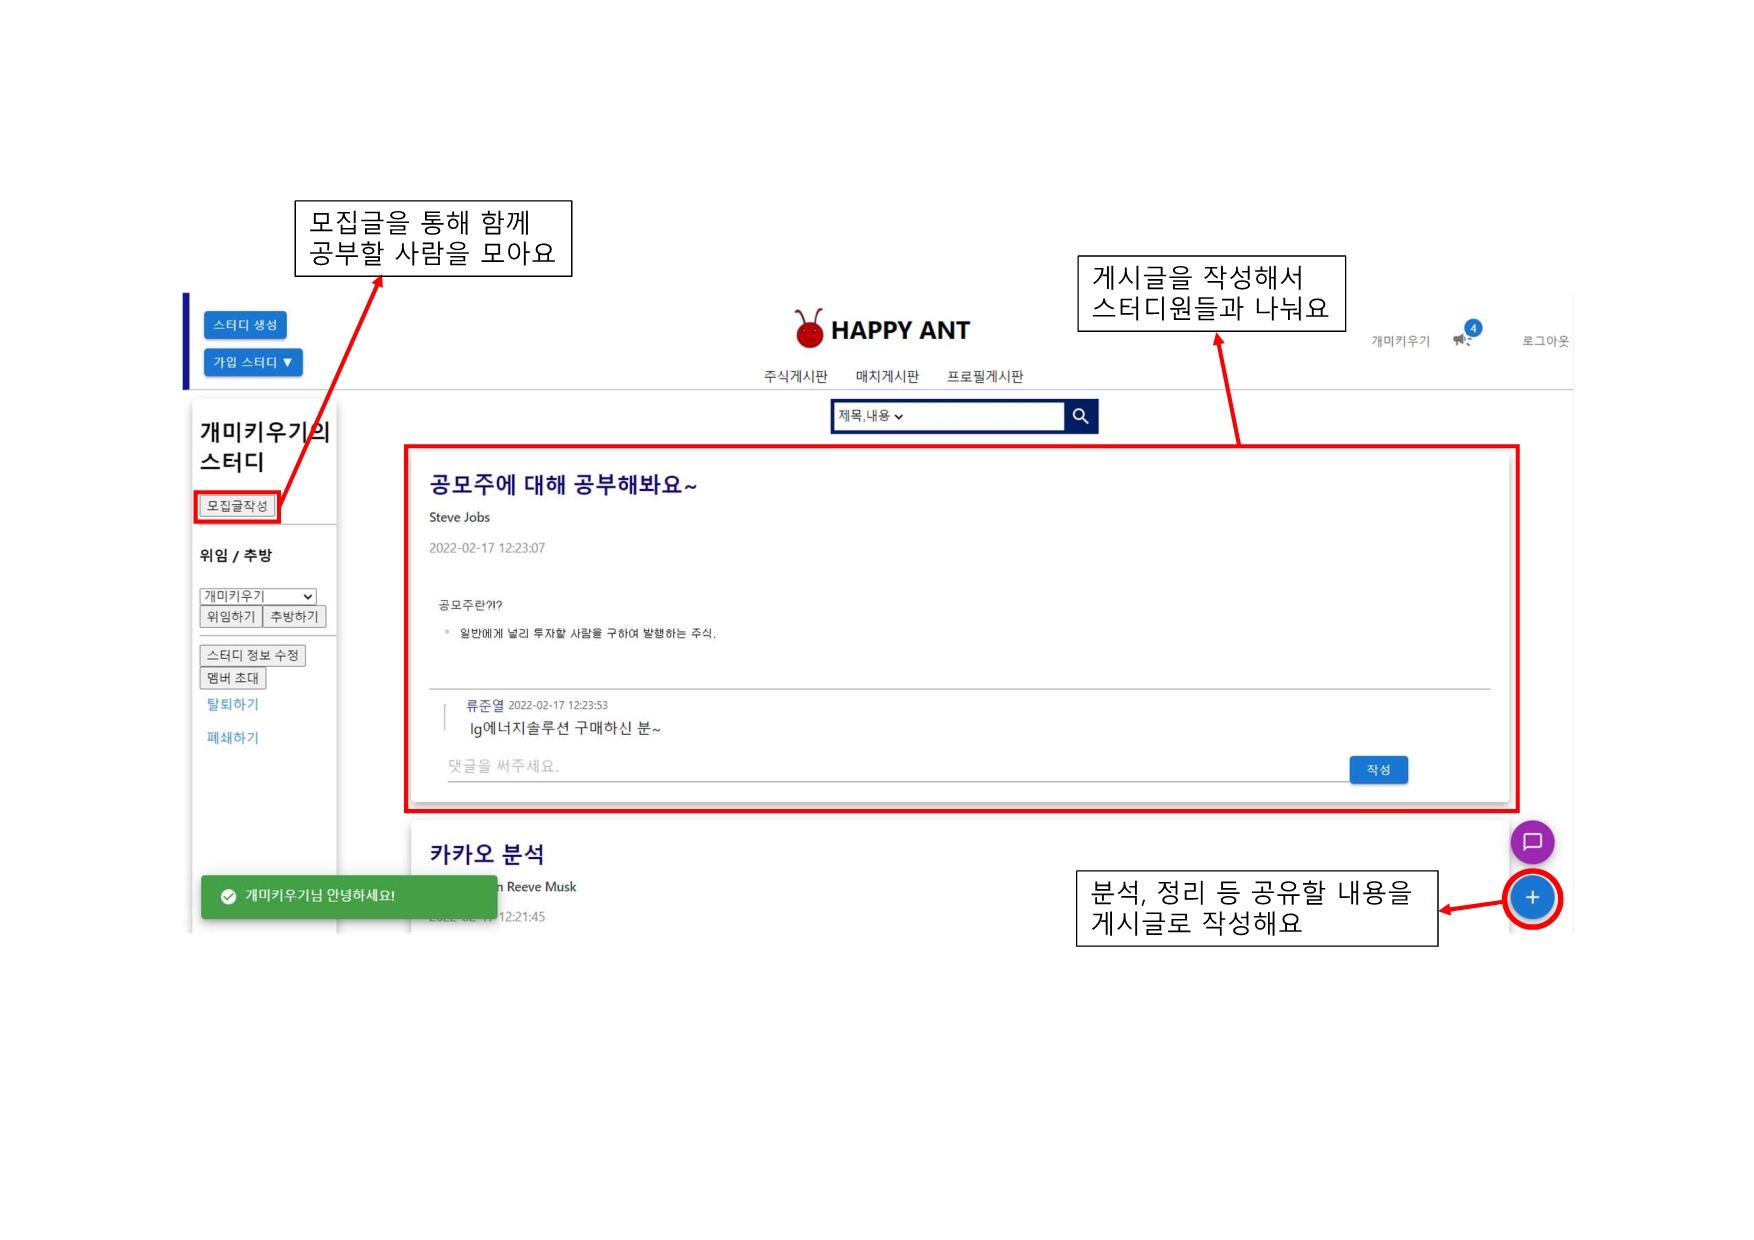 모집글을 통해 함께
공부할 사람을 모아요
게시글을 작성해서
스터디원들과 나눠요
스터디 생성
가입 스터디 ▼
HAPPY ANT
개미키우기
4
로그아웃
주식게시판 매치게시판 프로필게시판
제목,내용
개미키우기의
스터디
모집글작성
위임 / 추방
개미키우기
위임하기 추방하기
스터디 정보 수정
멤버 초대
탈퇴하기
폐쇄하기
공모주에 대해 공부해봐요~
Steve Jobs
2022-02-17 12:23:07
공모주란?!?
일반에게 널리 투자할 사람을 구하여 발행하는 주식.
류준열 2022-02-17 12:23:53
lg에너지솔루션 구매하신 분~
댓글을 써주세요.
작성
카카오 분석
n Reeve Musk
12:21:45
개미키우기님 안녕하세요!
분석, 정리 등 공유할 내용을
게시글로 작성해요
+